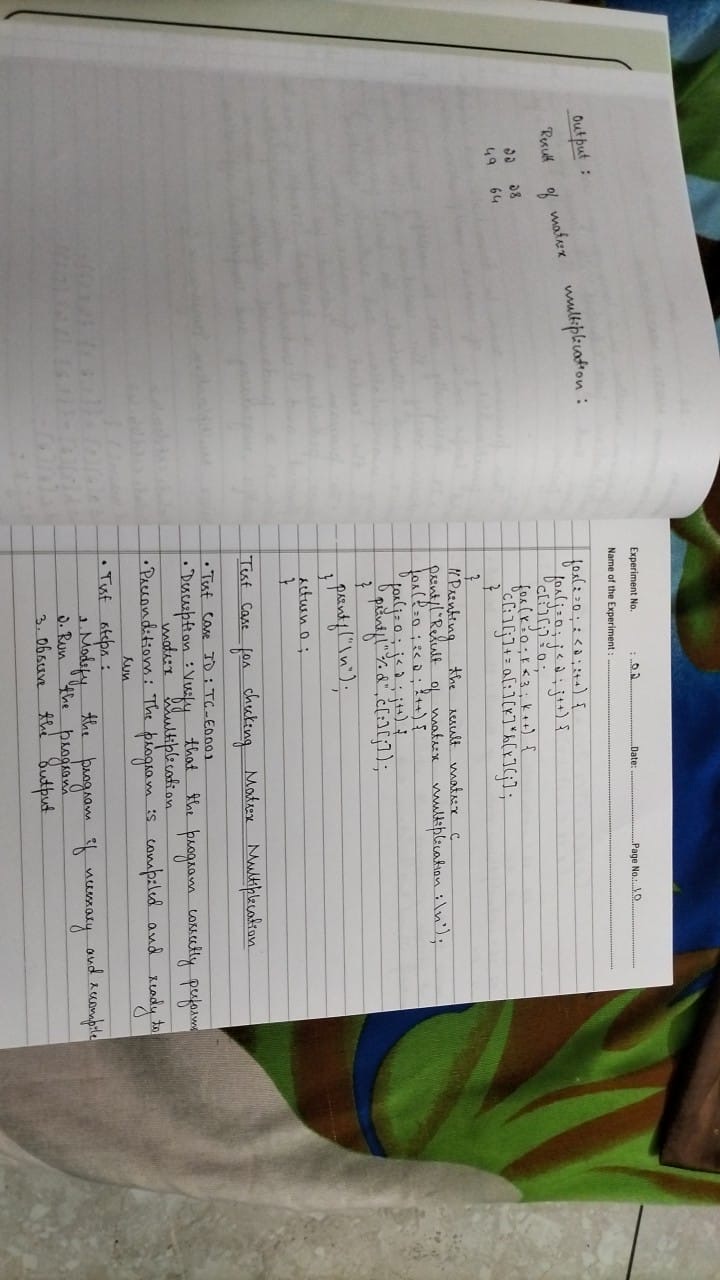 Output :
Result of matrix multiplication :
22 28
49 64
Experiment No. : 02 Date: Page No.: 10
Name of the Experiment :
for(i=0; i<2; i++) {
for(j=0; j<2; j++) {
c[i][j]=0;
for(k=0; k<3; k++) {
c[i][j]+= a[i][k]*b[k][j];
}
}
//Printing the result matrix c
printf("Result of matrix multiplication :\n");
for(i=0; i<2; i++) {
for(j=0; j<2; j++) {
printf("%d", c[i][j]);
}
printf("\n");
}
return 0;
}
Test Case for checking Matrix Multiplication
• Test case ID : TC-E0001
• Description : Verify that the program correctly performs
matrix multiplication
• Preconditions : The program is compiled and ready to
run
• Test steps :
1. Modify the program if necessary and recompile
2. Run the program
3. Observe the output